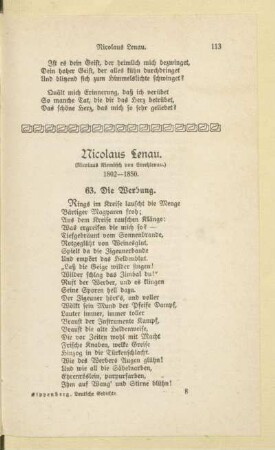 Nicolaus Lenau. 113
Ist es dein Geist, der heimlich mich bezwinget,
Dein hoher Geist, der alles kühn durchdringet
Und blitzend sich zum Himmelslichte schwinget?
Quält mich Erinnerung, daß ich verübet
So manche Tat, die dir das Herz betrübet,
Das schöne Herz, das mich so sehr geliebet?
Nicolaus Lenau.
(Nicolaus Niembsch von Strehlenau.)
1802—1850.
63. Die Werbung.
Rings im Kreise lauscht die Menge
Bärtiger Magyaren froh;
Aus dem Kreise rauschen Klänge:
Was ergreifen die mich so? —
Tiefgebräunt vom Sonnenbrande,
Rotgeglüht von Weinesglut,
Spielt da die Zigeunerbande
Und empört das Heldenblut.
„Laß die Geige wilder singen!
Wilder schlag das Zimbal du!“
Ruft der Werber, und es klingen
Seine Sporen hell dazu.
Der Zigeuner hört's, und voller
Wölkt sein Mund der Pfeife Dampf,
Lauter immer, immer toller
Braust der Instrumente Kampf,
Braust die alte Heldenweise,
Die vor Zeiten wohl mit Macht
Frische Knaben, welke Greise
Hinzog in die Türkenschlacht.
Wie des Werbers Augen glühn!
Und wie all die Säbelnarben,
Ehrenröslein, purpurfarben,
Ihm auf Wang' und Stirne blühn!
Kippenberg, Deutsche Gedichte. 8